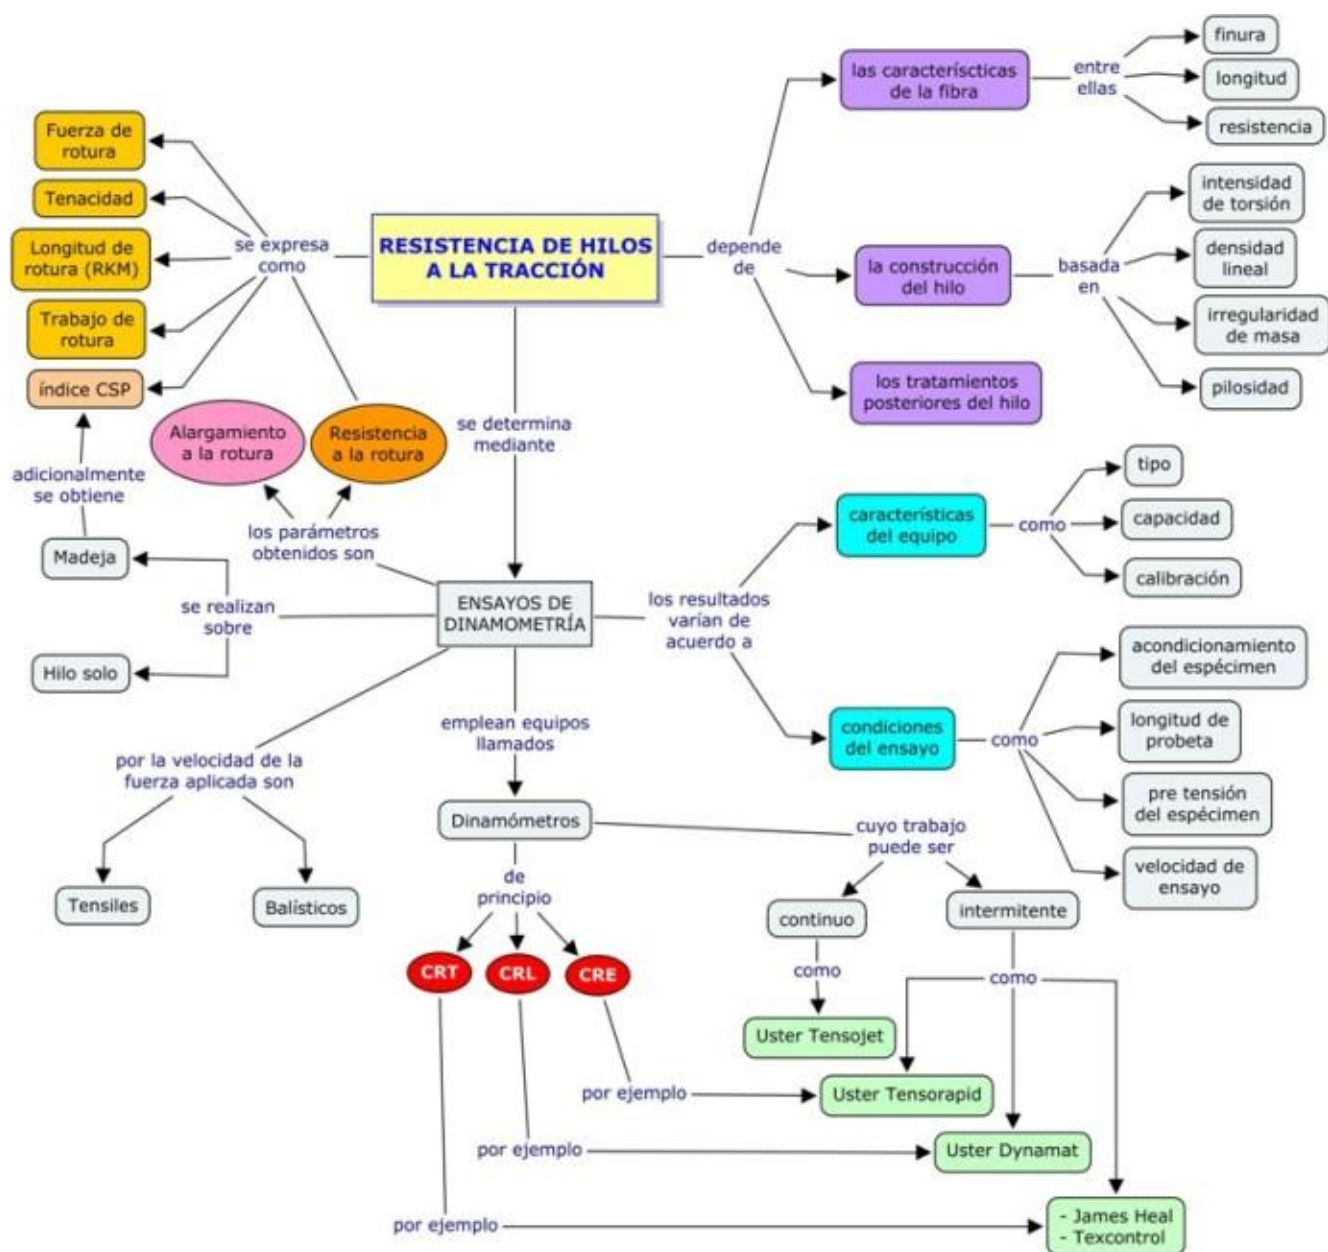 RESISTENCIA DE HILOS
A LA TRACCIÓN
se expresa
como
Fuerza de
rotura
Tenacidad
Longitud de
rotura (RKM)
Trabajo de
rotura
índice CSP
Alargamiento
a la rotura
Resistencia
a la rotura
adicionalmente
se obtiene
los parámetros
obtenidos son
Madeja
se realizan
sobre
Hilo solo
depende
de
las caracteríscticas
de la fibra
entre
ellas
finura
longitud
resistencia
la construcción
del hilo
basada
en
intensidad
de torsión
densidad
lineal
irregularidad
de masa
pilosidad
los tratamientos
posteriores del hilo
se determina
mediante
ENSAYOS DE
DINAMOMETRÍA
los resultados
varían de
acuerdo a
características
del equipo
como
tipo
capacidad
calibración
condiciones
del ensayo
como
acondicionamiento
del espécimen
longitud de
probeta
pre tensión
del espécimen
velocidad de
ensayo
por la velocidad de la
fuerza aplicada son
Tensiles
Balísticos
emplean equipos
llamados
Dinamómetros
de
principio
CRT
CRL
CRE
cuyo trabajo
puede ser
continuo
intermitente
como
como
Uster Tensojet
por ejemplo
Uster Tensorapid
por ejemplo
Uster Dynamat
por ejemplo
- James Heal
- Texcontrol